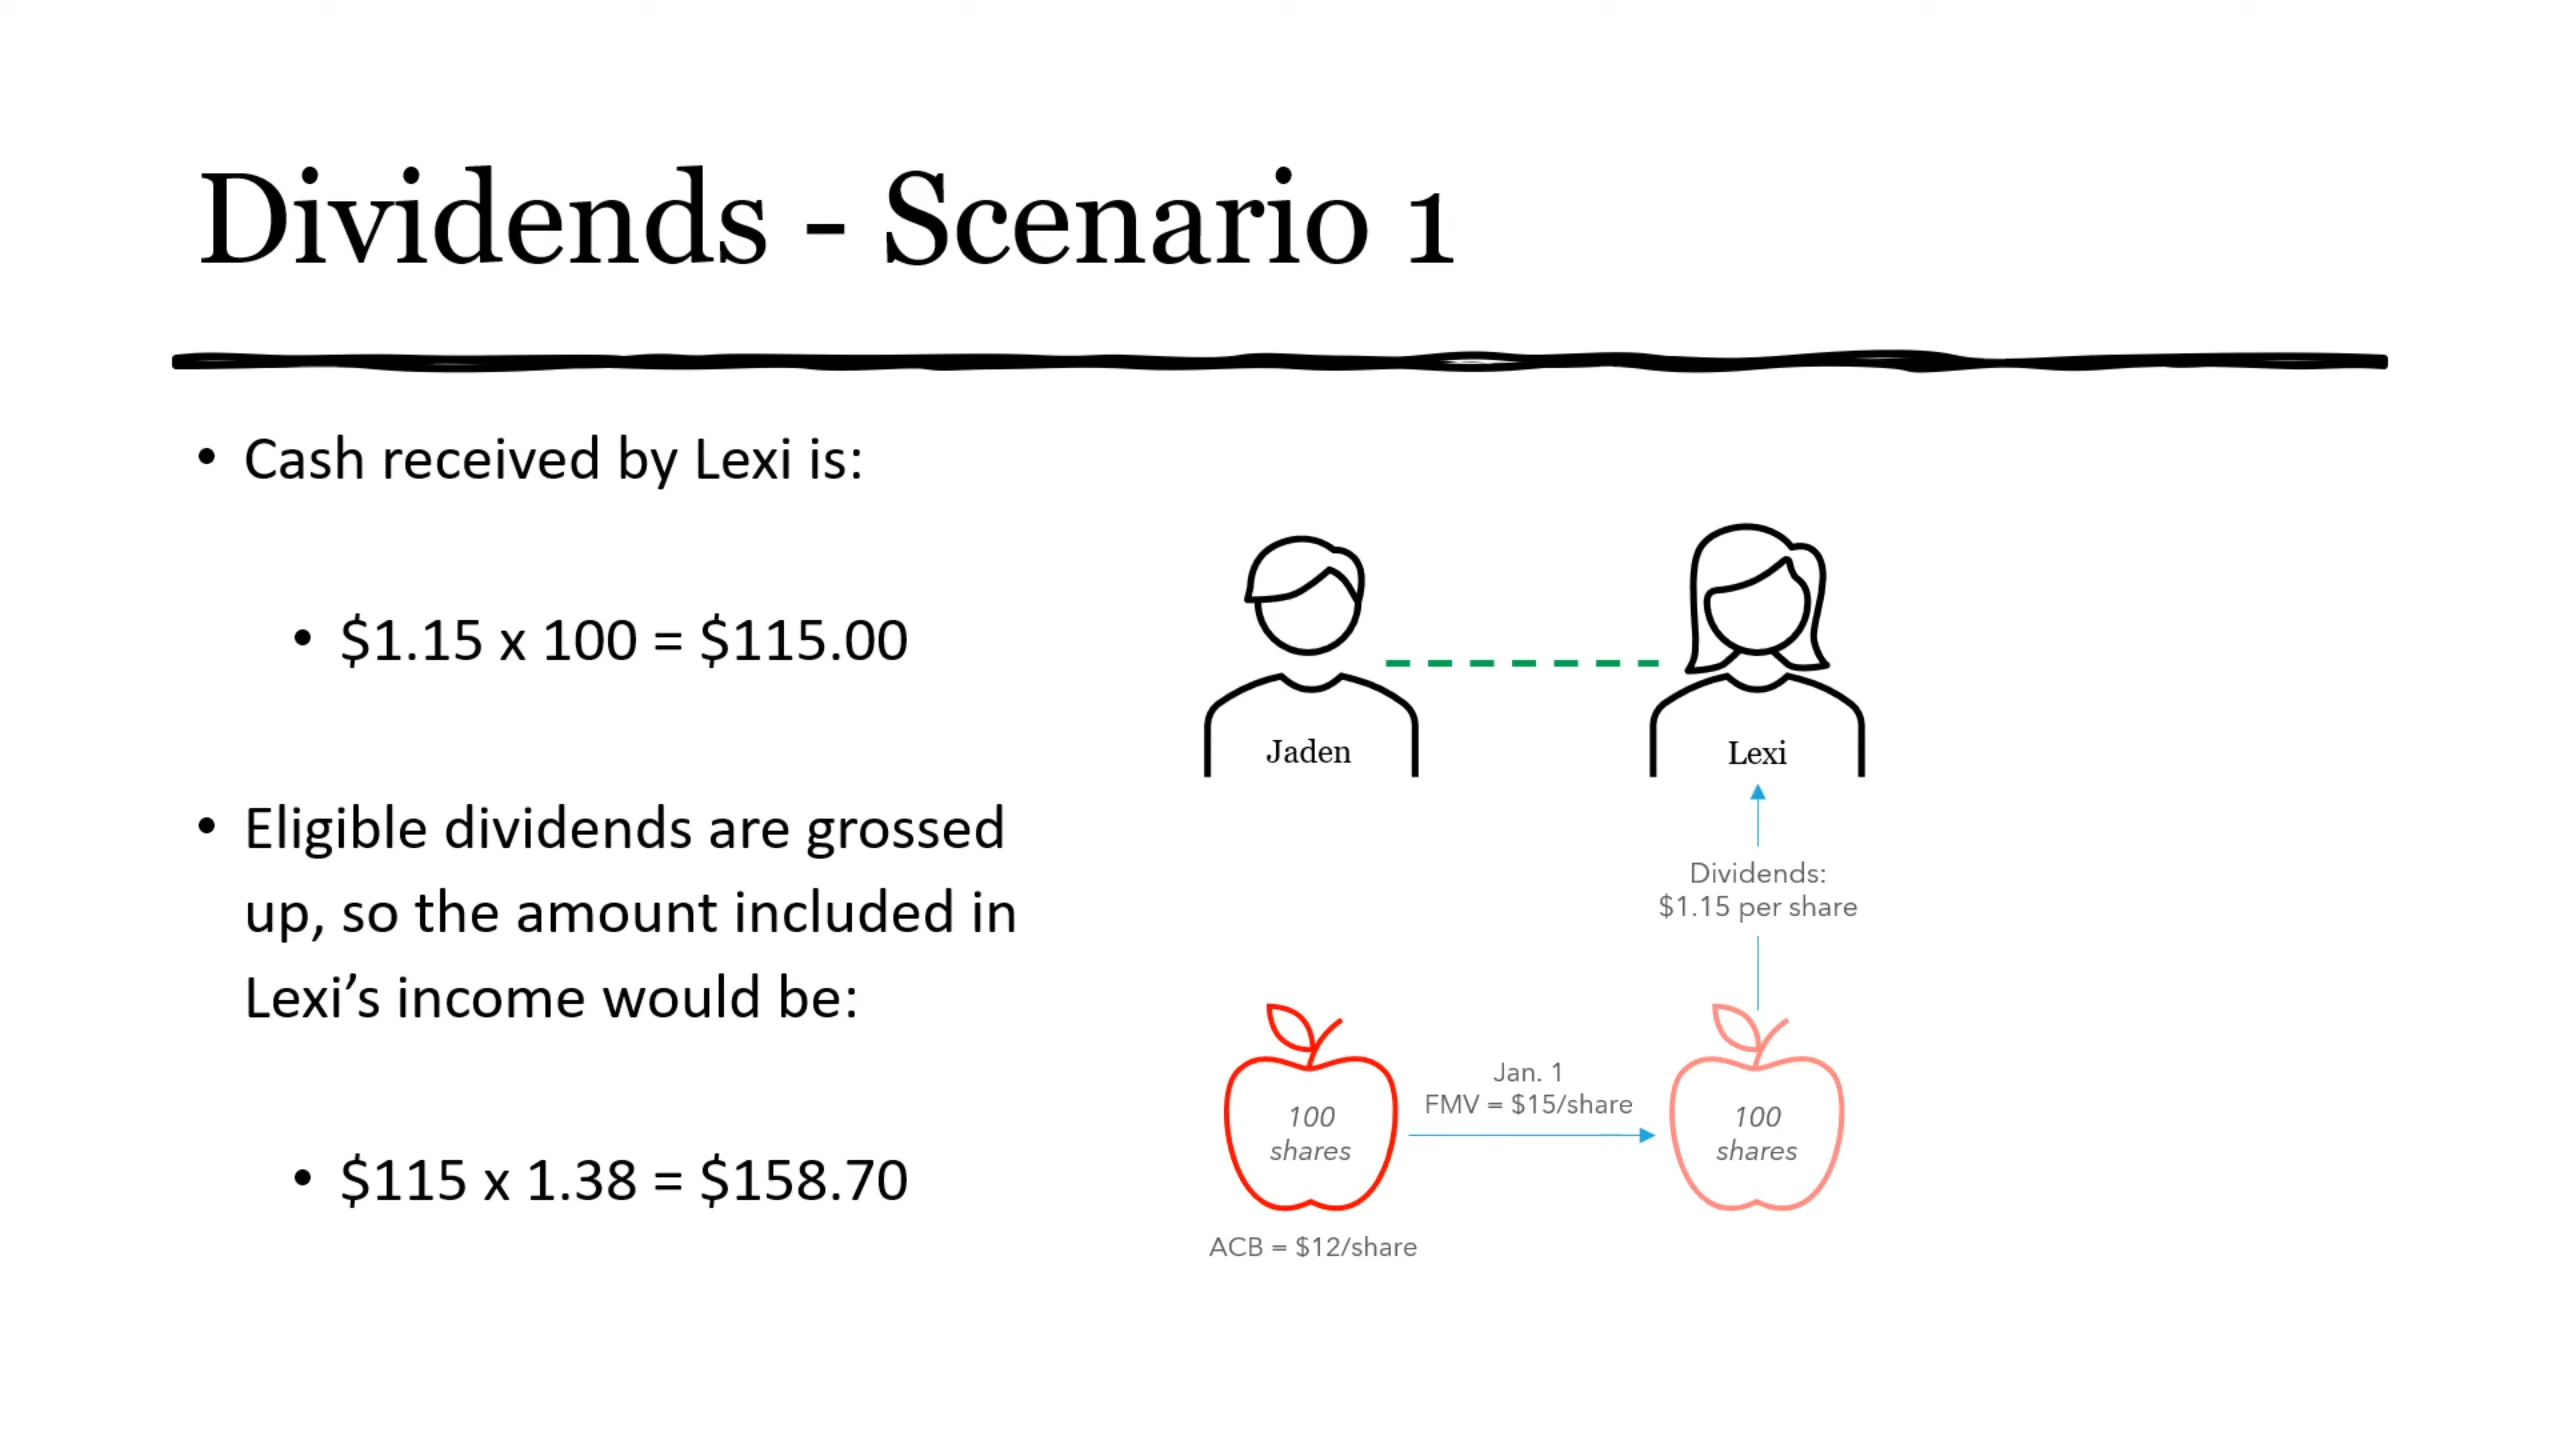 Dividends - Scenario 1
• Cash received by Lexi is:
• $1.15 x 100 = $115.00
• Eligible dividends are grossed
up, so the amount included in
Lexi’s income would be:
• $115 x 1.38 = $158.70
Jaden
Lexi
Dividends:
$1.15 per share
100
shares
Jan. 1
FMV = $15/share
100
shares
ACB = $12/share